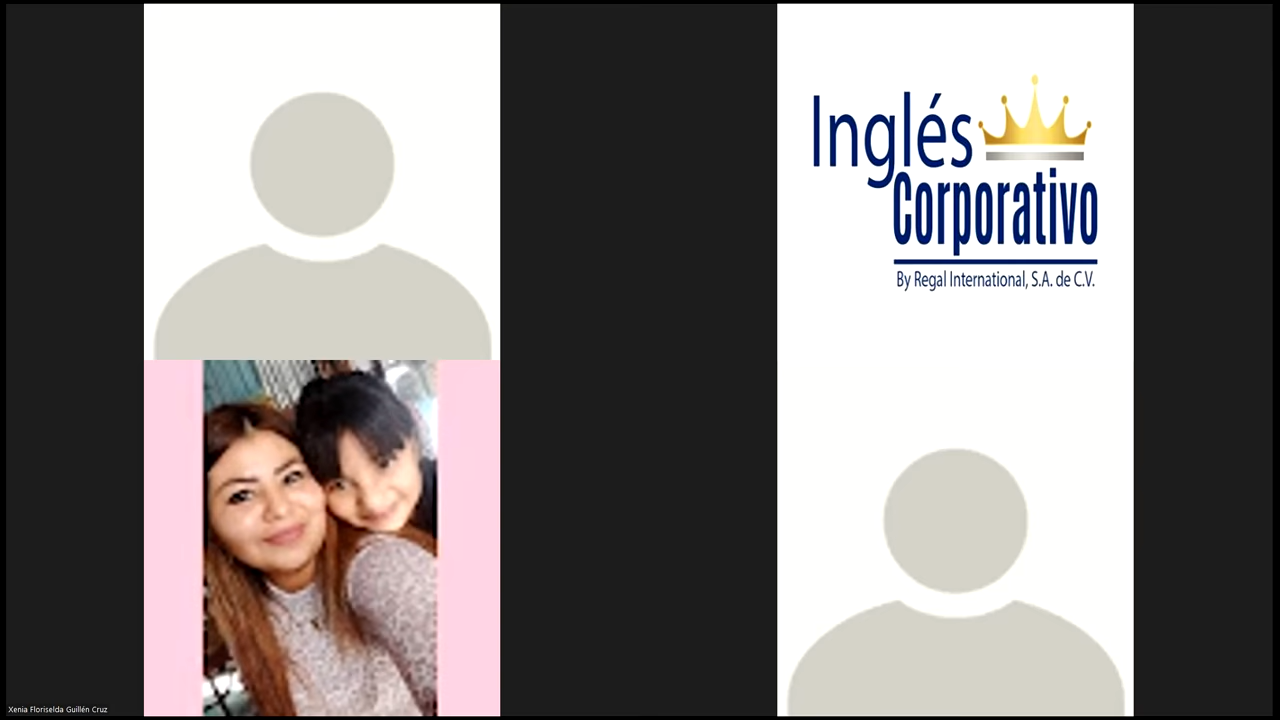 Inglés
Corporativo
By Regal International, S.A. de C.V.
Xenia Floriselda Guillén Cruz